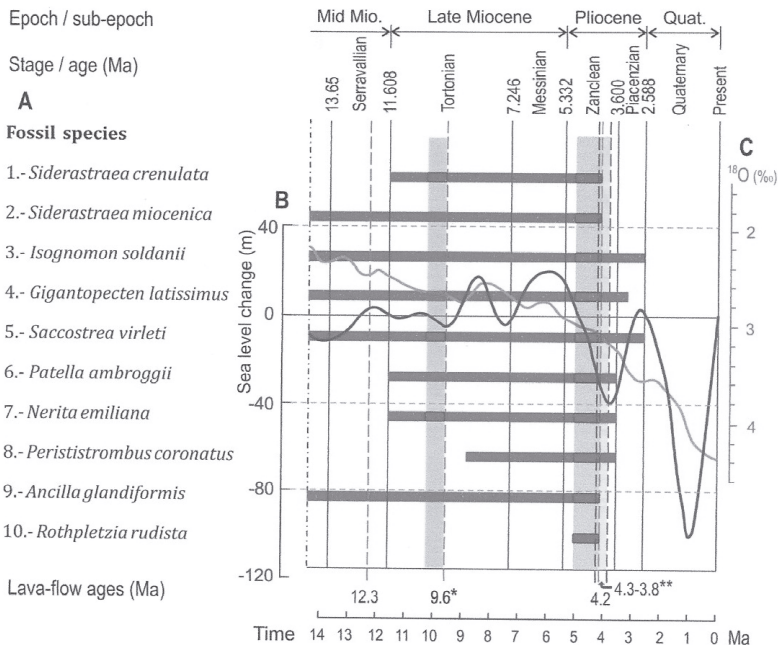 Epoch / sub-epoch
Mid Mio. Late Miocene Pliocene Quat.
Stage / age (Ma)
13.65 Serravallian 11.608 Tortonian 7.246 Messinian 5.332 Zanclean 3.600 Piacenzian 2.588 Quaternary Present
A
Fossil species
C
18O (‰)
1.- Siderastraea crenulata
B
2.- Siderastraea miocenica
40
2
3.- Isognomon soldanii
Sea level change (m)
4.- Gigantopecten latissimus
0
3
5.- Saccostrea virleti
6.- Patella ambroggii
-40
7.- Nerita emiliana
4
8.- Perististrombus coronatus
-80
9.- Ancilla glandiformis
10.- Rothpletzia rudista
-120
Lava-flow ages (Ma)
12.3 9.6* 4.2 4.3-3.8**
Time 14 13 12 11 10 9 8 7 6 5 4 3 2 1 0 Ma